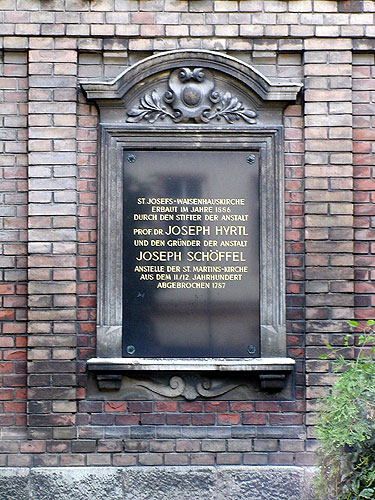 ST. JOSEFS-WAISENHAUSKIRCHE
ERBAUT IM JAHRE 1886
DURCH DEN STIFTER DER ANSTALT
PROF. DR. JOSEPH HYRTL
UND DEN GRÜNDER DER ANSTALT
JOSEPH SCHÖFFEL
ANSTELLE DER ST. MARTINS-KIRCHE
AUS DEM 11./12. JAHRHUNDERT
ABGEBROCHEN 1787